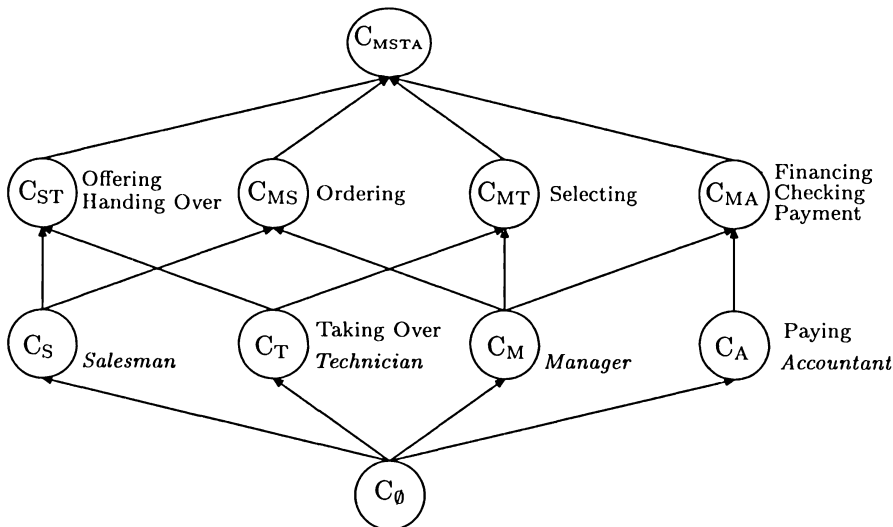 C_MSTA
C_ST
Offering
Handing Over
C_MS
Ordering
C_MT
Selecting
C_MA
Financing
Checking
Payment
C_S
Salesman
C_T
Taking Over
Technician
C_M
Manager
C_A
Paying
Accountant
C_∅